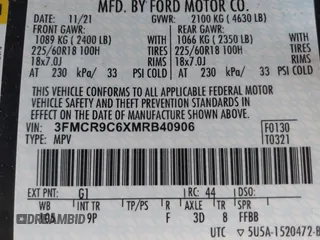 MFD. BY FORD MOTOR CO.
DATE: 11/21 GVWR: 2100 KG ( 4630 LB)
FRONT GAWR: REAR GAWR:
1089 KG ( 2400 LB) 1066 KG ( 2350 LB)
225/60R18 100H TIRES 225/60R18 100H TIRES
18x7.0J RIMS 18x7.0J RIMS
AT 230 kPa/ 33 PSI COLD AT 230 kPa/ 33 PSI COLD
THIS VEHICLE CONFORMS TO ALL APPLICABLE FEDERAL MOTOR
VEHICLE SAFETY AND THEFT PREVENTION STANDARDS IN EFFECT
ON THE DATE OF MANUFACTURE SHOWN ABOVE.
VIN: 3FMCR9C6XMRB40906 F0130
TYPE: MPV T0321
EXT PNT: G1 RC: 44 DSO:
WB INT TR TP/PS R AXLE TR SPR
105 9P F 3D 8 FFBB
DREAMBID
UTC 5U5A-1520472-B